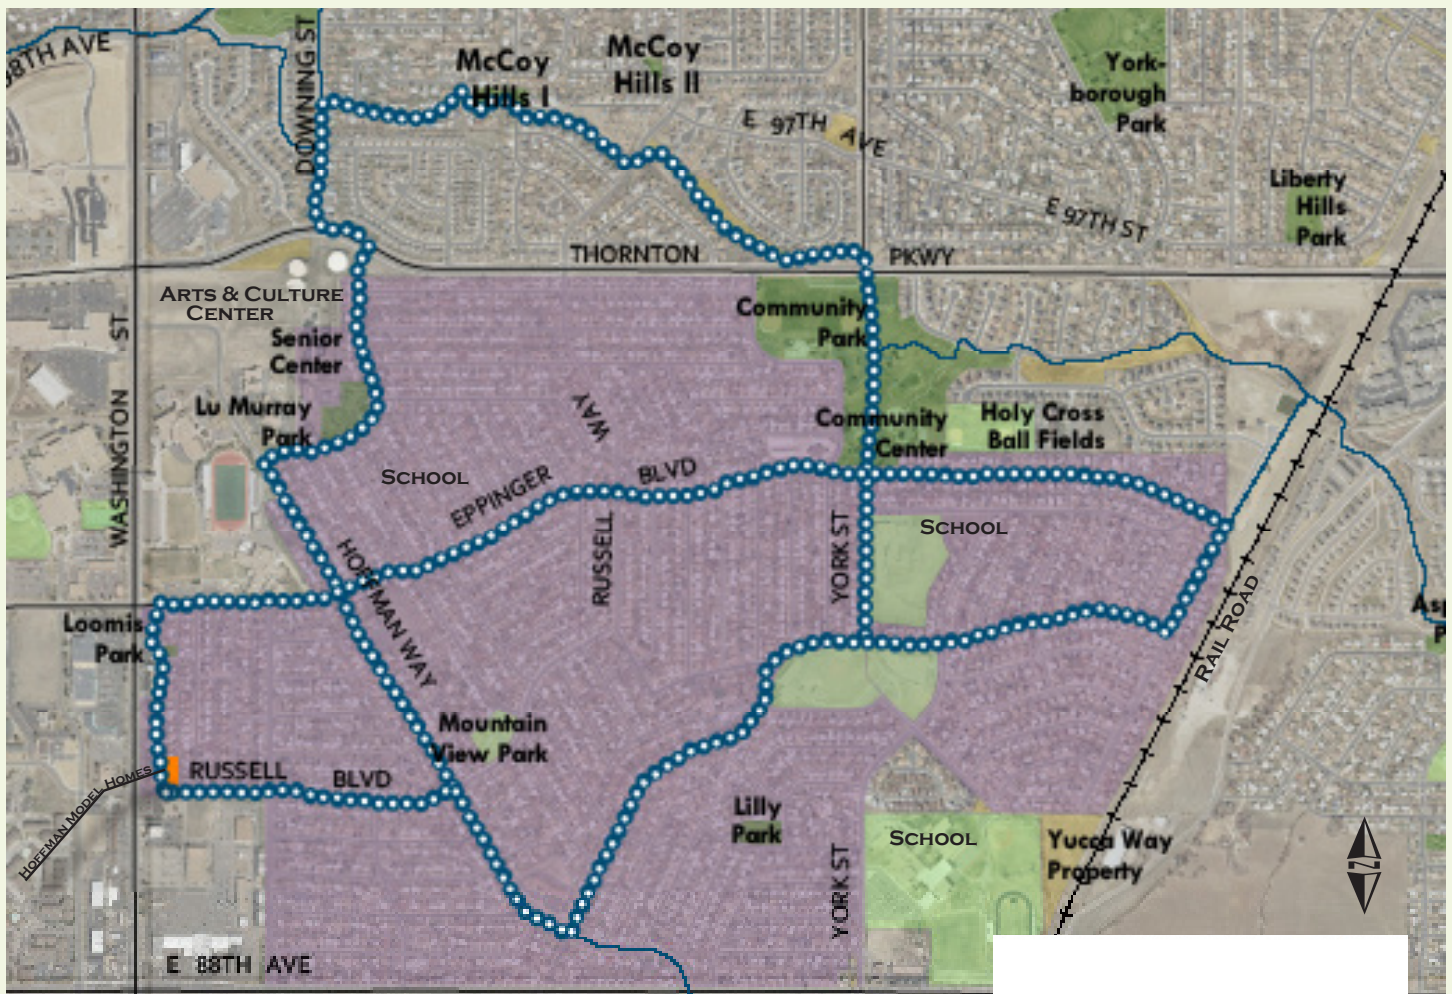 98TH AVE
DOWNING ST
McCoy
Hills I
McCoy
Hills II
York-
borough
Park
E 97TH AVE
Liberty
Hills
Park
E 97TH ST
THORNTON
PKWY
ARTS & CULTURE
CENTER
Senior
Center
Community
Park
WASHINGTON ST
Lu Murray
Park
WAY
Community
Center
Holy Cross
Ball Fields
SCHOOL
EPPINGER
BLVD
SCHOOL
RUSSELL
YORK ST
HOFFMAN WAY
Loomis
Park
RAIL ROAD
Mountain
View Park
RUSSELL
BLVD
HOFFMAN MODEL HOMES
Lilly
Park
SCHOOL
Yucca Way
Property
YORK ST
N
E 88TH AVE